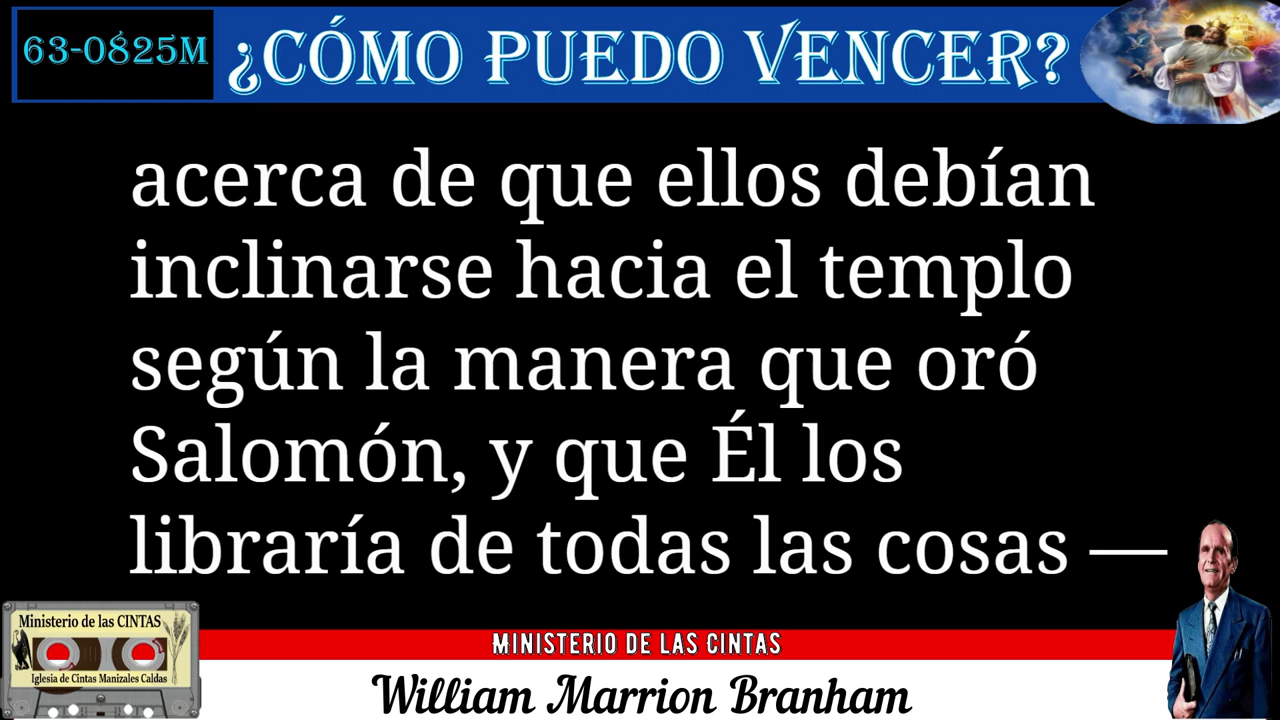 63-0825M
¿CÓMO PUEDO VENCER?
acerca de que ellos debían
inclinarse hacia el templo
según la manera que oró
Salomón, y que Él los
libraría de todas las cosas —
Ministerio de las CINTAS
Iglesia de Cintas Manizales Caldas
MINISTERIO DE LAS CINTAS
William Marrion Branham